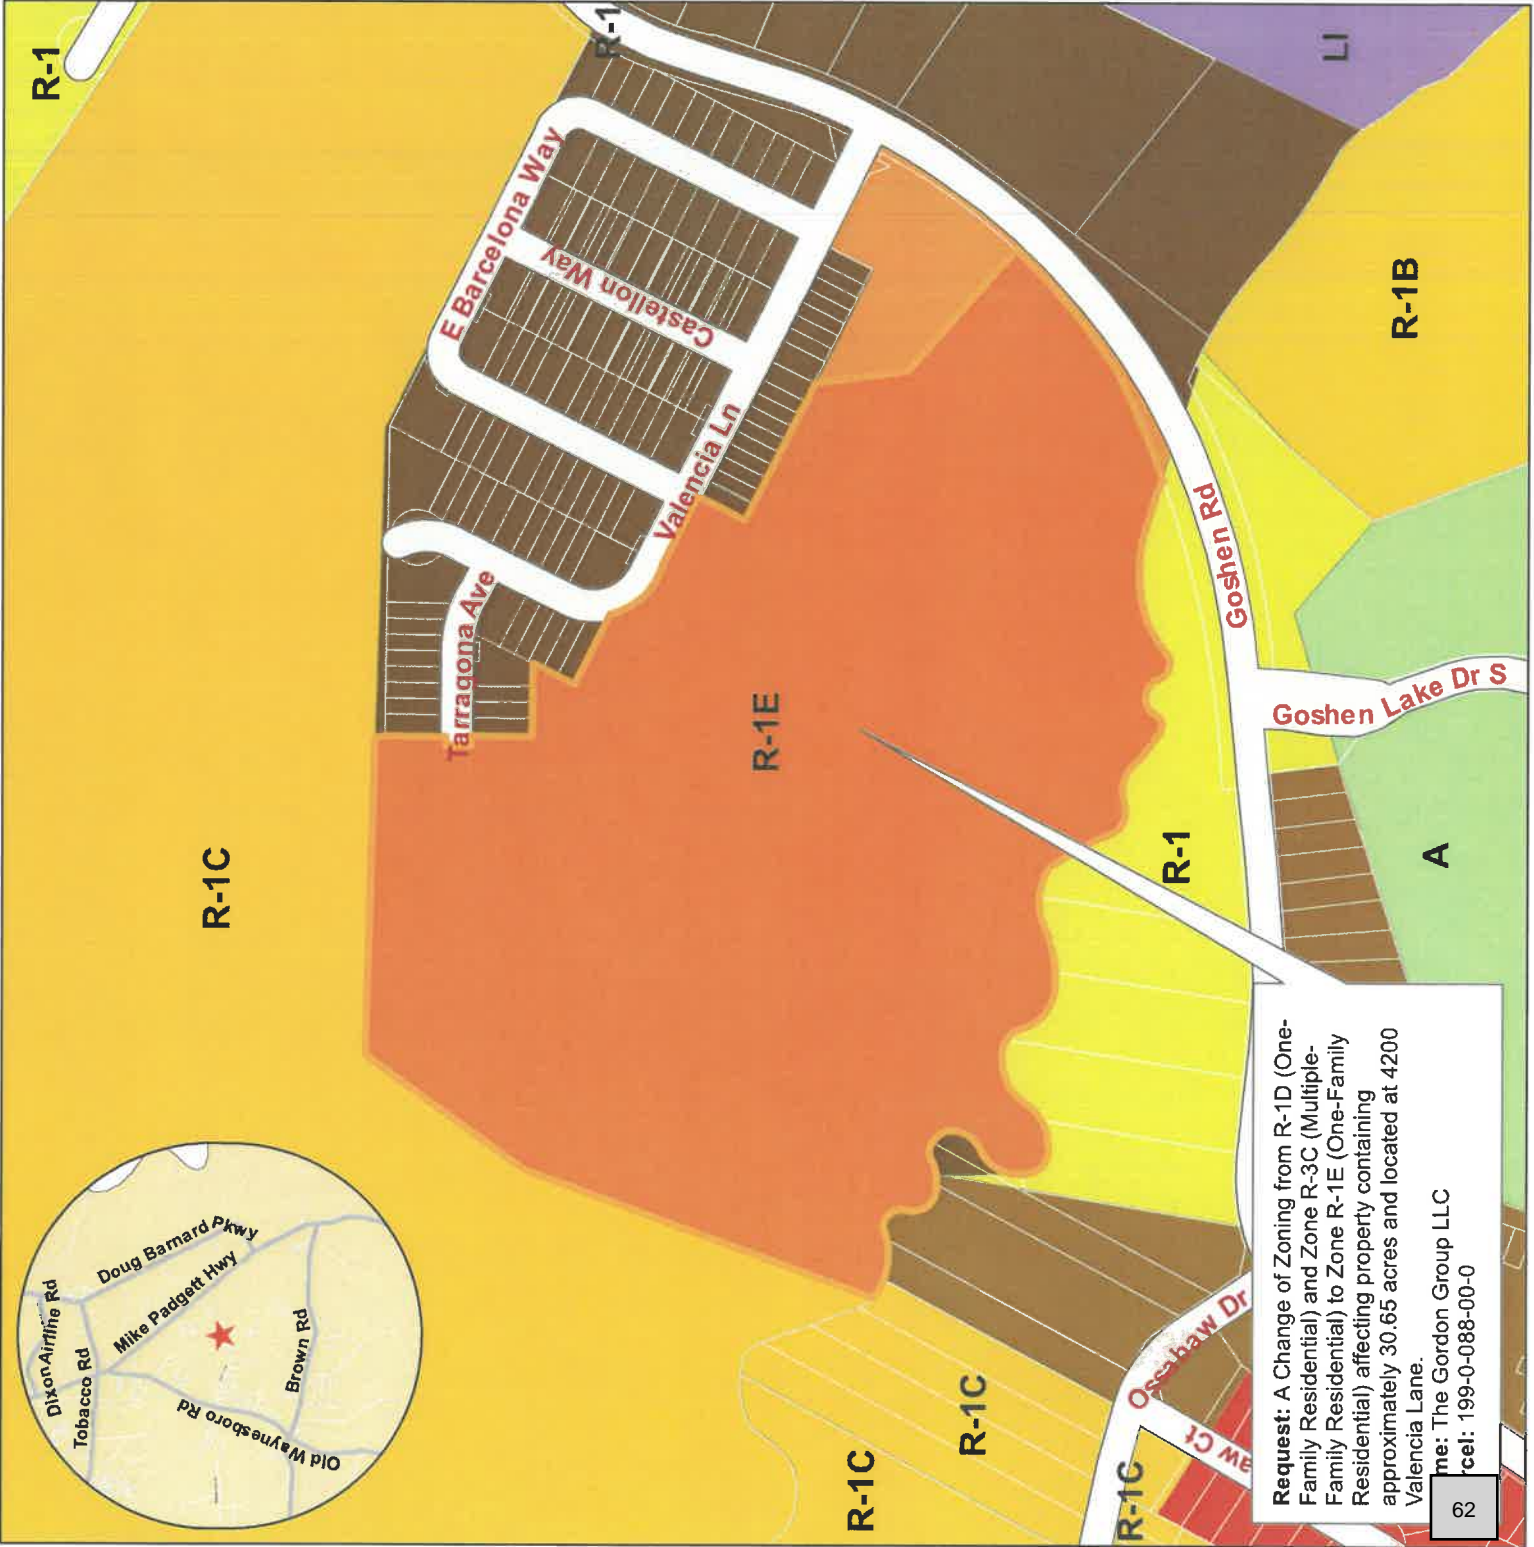 R-1
R-1
LI
E Barcelona Way
Castellon Way
Valencia Ln
Tarragona Ave
R-1C
R-1E
R-1B
Goshen Rd
Goshen Lake Dr S
R-1
A
Dixon Airline Rd
Doug Barnard Pkwy
Tobacco Rd
Mike Padgett Hwy
Brown Rd
Old Waynesboro Rd
R-1C
R-1C
R-1C
Ossabaw Dr
aw Ct
Request: A Change of Zoning from R-1D (One-
Family Residential) and Zone R-3C (Multiple-
Family Residential) to Zone R-1E (One-Family
Residential) affecting property containing
approximately 30.65 acres and located at 4200
Valencia Lane.
me: The Gordon Group LLC
rcel: 199-0-088-00-0
62